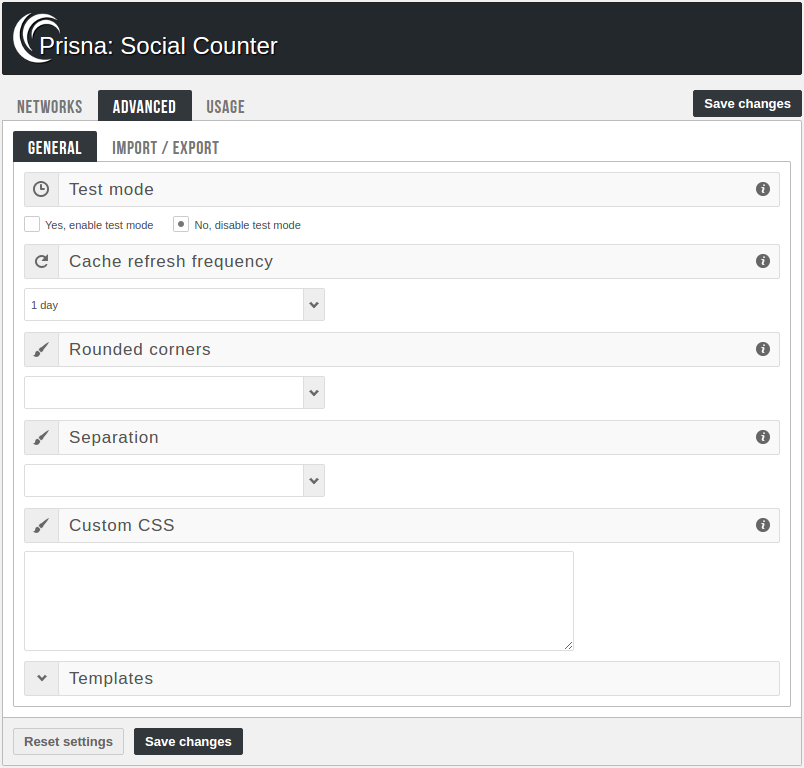 Prisna: Social Counter
NETWORKS ADVANCED USAGE Save changes
GENERAL IMPORT / EXPORT
Test mode
Yes, enable test mode No, disable test mode
Cache refresh frequency
1 day
Rounded corners
Separation
Custom CSS
Templates
Reset settings Save changes